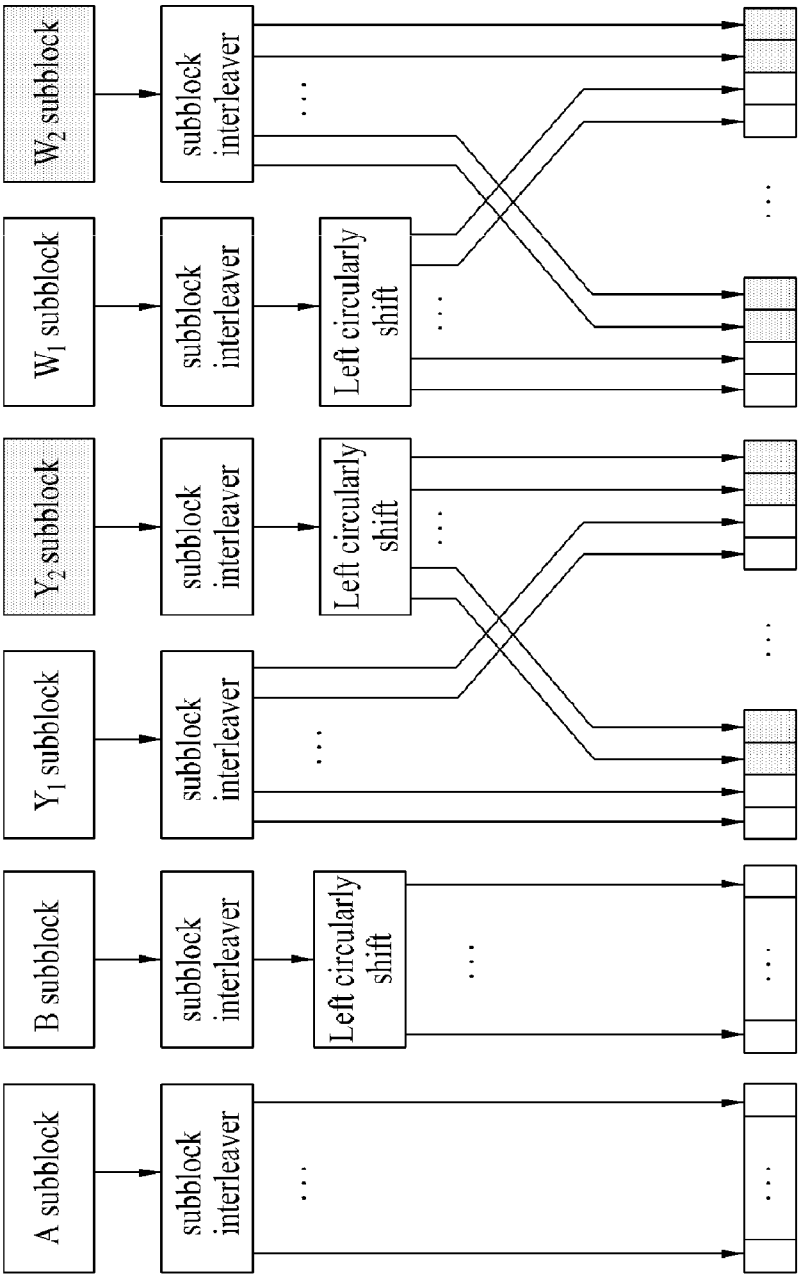 A subblock
B subblock
Y₁ subblock
Y₂ subblock
W₁ subblock
W₂ subblock
subblock
interleaver
subblock
interleaver
subblock
interleaver
subblock
interleaver
subblock
interleaver
subblock
interleaver
Left circularly
shift
Left circularly
shift
Left circularly
shift
...
...
...
...
...
...
...
...
...
...